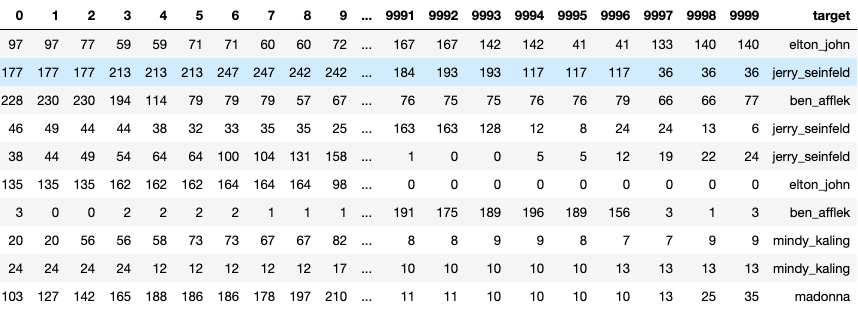 0 1 2 3 4 5 6 7 8 9 ... 9991 9992 9993 9994 9995 9996 9997 9998 9999 target
97 97 77 59 59 71 71 60 60 72 ... 167 167 142 142 41 41 133 140 140 elton_john
177 177 177 213 213 213 247 247 242 242 ... 184 193 193 117 117 117 36 36 36 jerry_seinfeld
228 230 230 194 114 79 79 79 57 67 ... 76 75 75 76 76 79 66 66 77 ben_afflek
46 49 44 44 38 32 33 35 35 25 ... 163 163 128 12 8 24 24 13 6 jerry_seinfeld
38 44 49 54 64 64 100 104 131 158 ... 1 0 0 5 5 12 19 22 24 jerry_seinfeld
135 135 135 162 162 162 164 164 164 98 ... 0 0 0 0 0 0 0 0 0 elton_john
3 0 0 2 2 2 2 1 1 1 ... 191 175 189 196 189 156 3 1 3 ben_afflek
20 20 56 56 58 73 73 67 67 82 ... 8 8 9 9 8 7 7 9 9 mindy_kaling
24 24 24 24 12 12 12 12 12 17 ... 10 10 10 10 10 13 13 13 13 mindy_kaling
103 127 142 165 188 186 186 178 197 210 ... 11 11 10 10 10 10 13 25 35 madonna